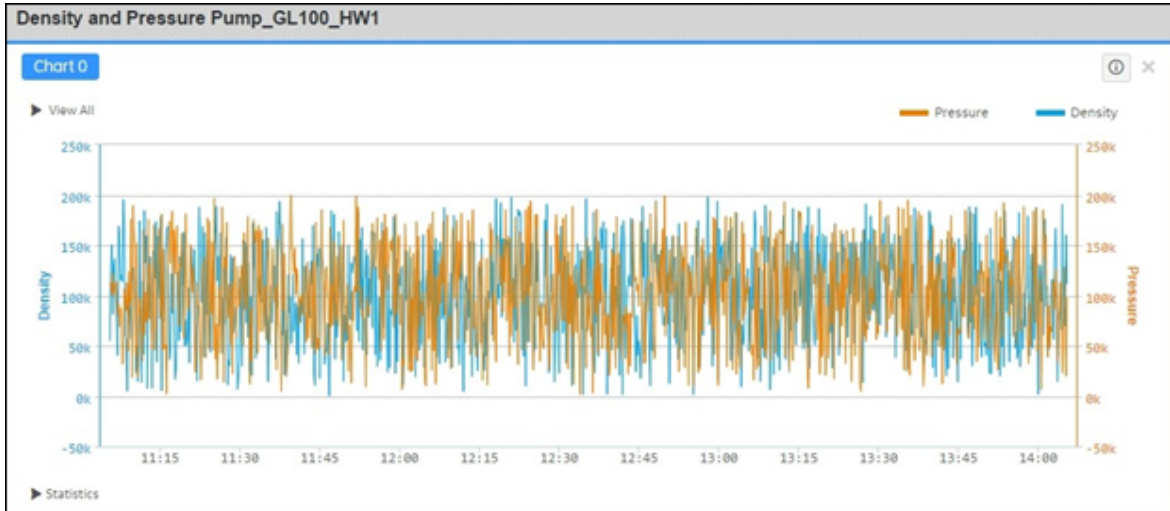 Density and Pressure Pump_GL100_HW1
Chart 0
View All
Pressure Density
250k 250k
200k 200k
150k 150k
100k 100k
50k 50k
0k 0k
-50k -50k
Density
Pressure
11:15 11:30 11:45 12:00 12:15 12:30 12:45 13:00 13:15 13:30 13:45 14:00
Statistics